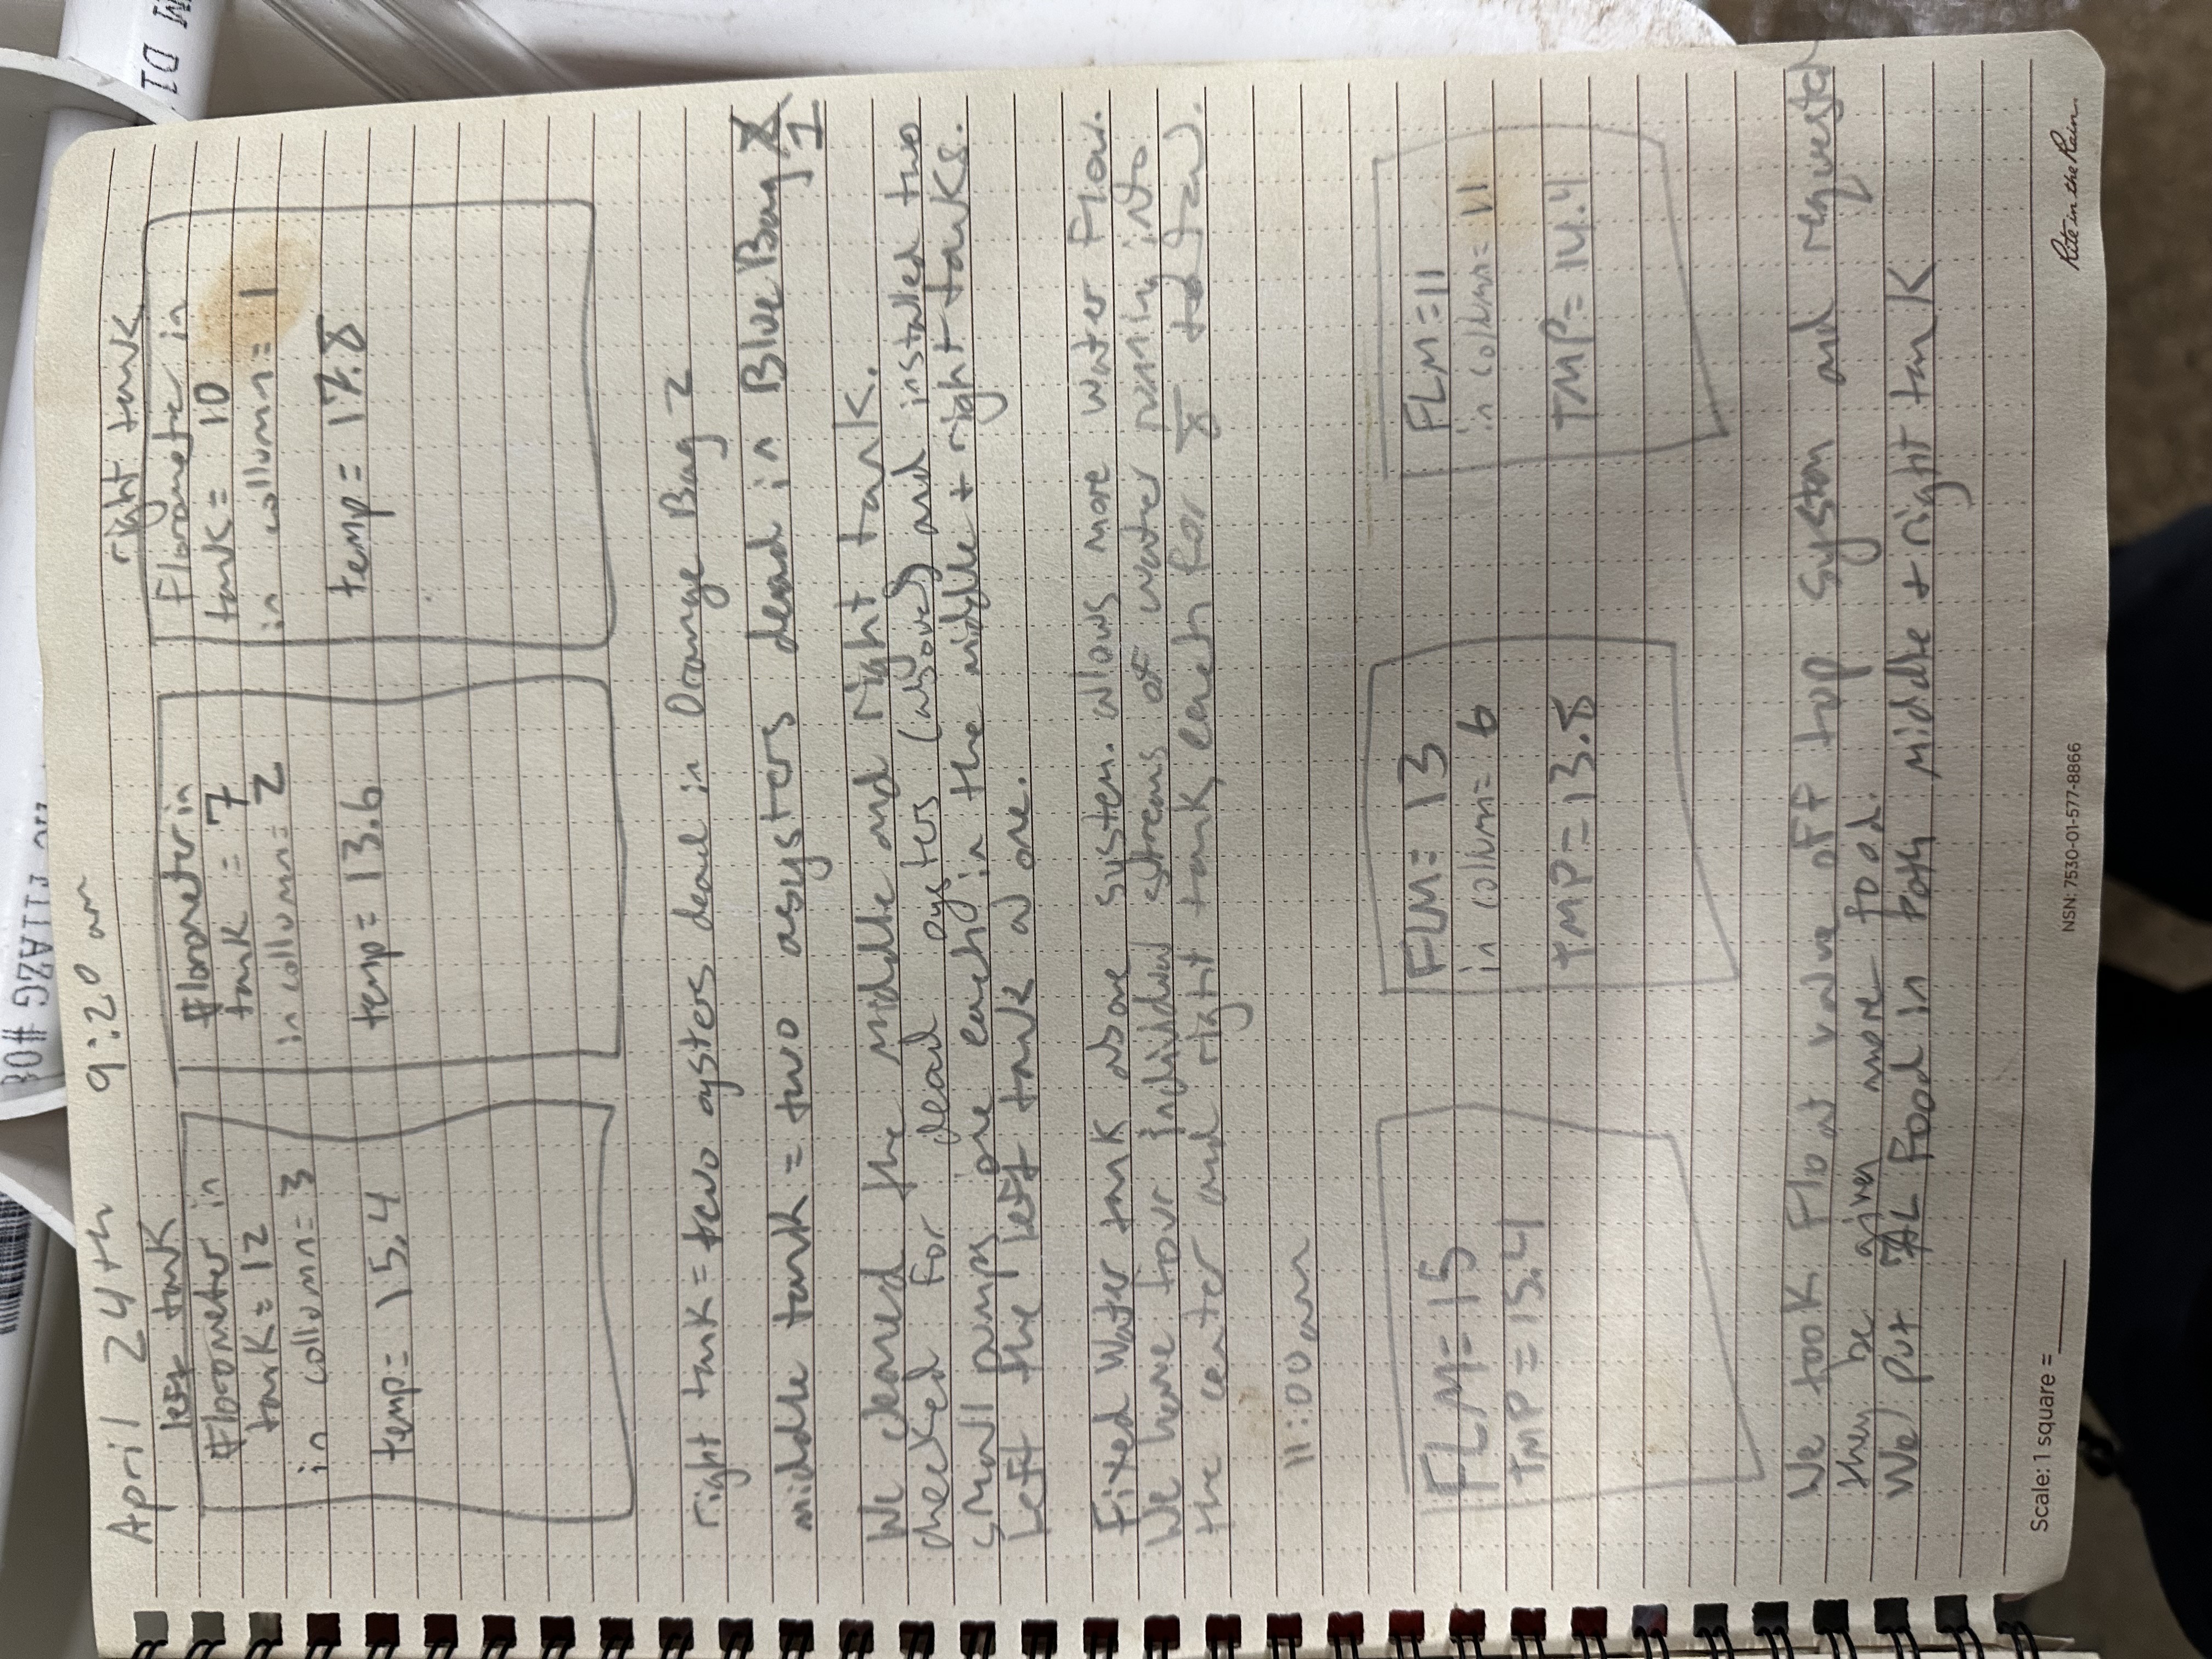 #03
April 24th 9:20 am
left tank
Florometer in
tank = 12
in collumn = 3
temp = 15.4
Florometer in
tank = 7
in collumn = 2
temp = 13.6
right tank
Florometer in
tank = 10
in collumn = 1
temp = 17.8
right tank = two oysters dead in Orange Bag 2
middle tank = two osysters dead in Blue Bag 1
We cleaned the middle and right tank.
checked for dead oysters (above) and installed two
small pumps one each in the middle + right tanks.
Left the left tank alone.
Fixed Water tank above system. allows more water Flow.
We have four individual streams of water running into
the center and right tank, each for 8 total.
11:00am
FLM = 15
TMP = 15.4
FLM = 13
in collumn = 6
TMP = 13.8
FLM = 11
in collumn = 11
TMP = 14.4
We took Float valve off top system and requested
they be given more food.
We put food in both middle + right tank
Scale: 1 square =
NSN: 7530-01-577-8866
Rite in the Rain